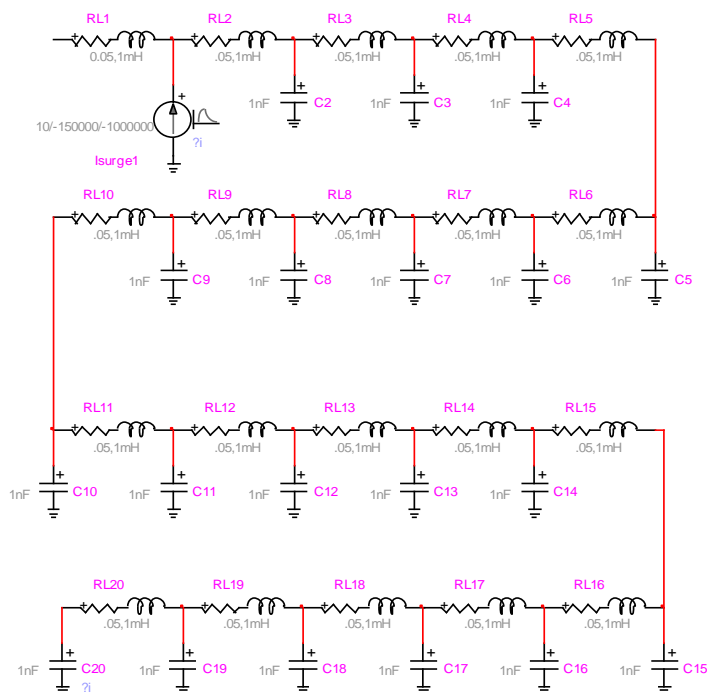 RL1 RL2 RL3 RL4 RL5
+ + + + +
0.05,1mH .05,1mH .05,1mH .05,1mH .05,1mH
+ + + +
1nF C2 1nF C3 1nF C4
10/-150000/-1000000
?i
Isurge1
RL10 RL9 RL8 RL7 RL6
+ + + + +
.05,1mH .05,1mH .05,1mH .05,1mH .05,1mH
+ + + + +
1nF C9 1nF C8 1nF C7 1nF C6 1nF C5
RL11 RL12 RL13 RL14 RL15
+ + + + +
.05,1mH .05,1mH .05,1mH .05,1mH .05,1mH
+ + + + +
1nF C10 1nF C11 1nF C12 1nF C13 1nF C14
RL20 RL19 RL18 RL17 RL16
+ + + + +
.05,1mH .05,1mH .05,1mH .05,1mH .05,1mH
+ + + + + +
1nF C20 1nF C19 1nF C18 1nF C17 1nF C16 1nF C15
?i